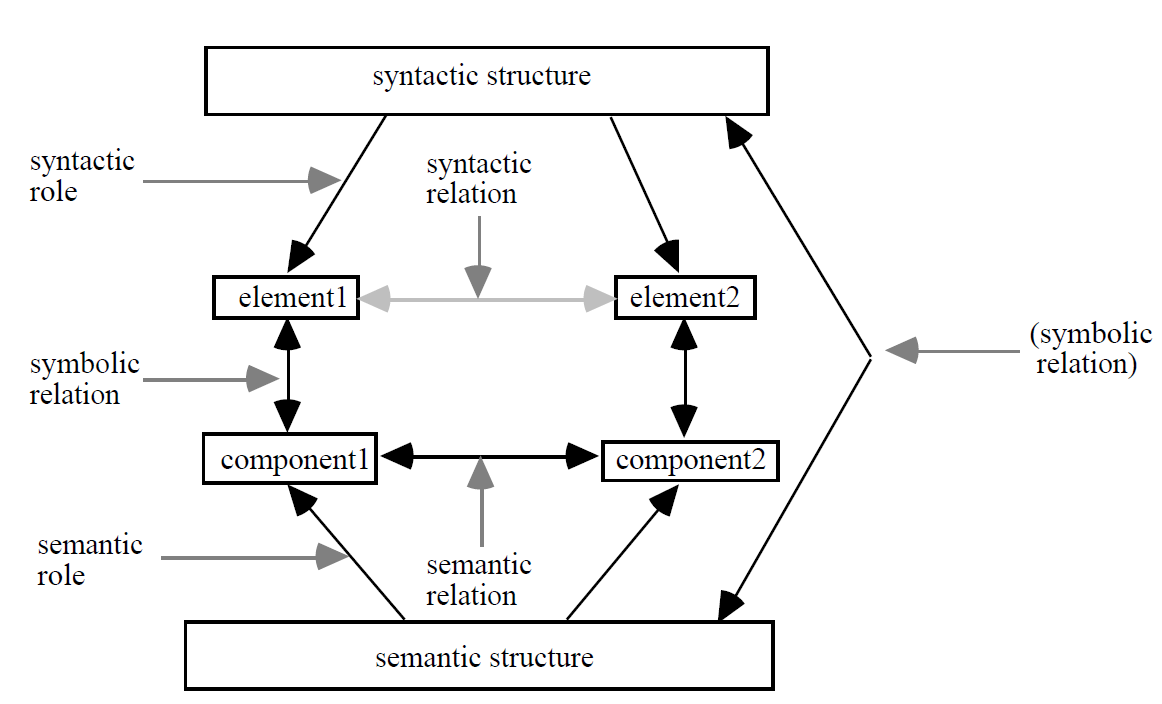 syntactic structure
syntactic
role
syntactic
relation
element1
element2
symbolic
relation
(symbolic
relation)
component1
component2
semantic
role
semantic
relation
semantic structure